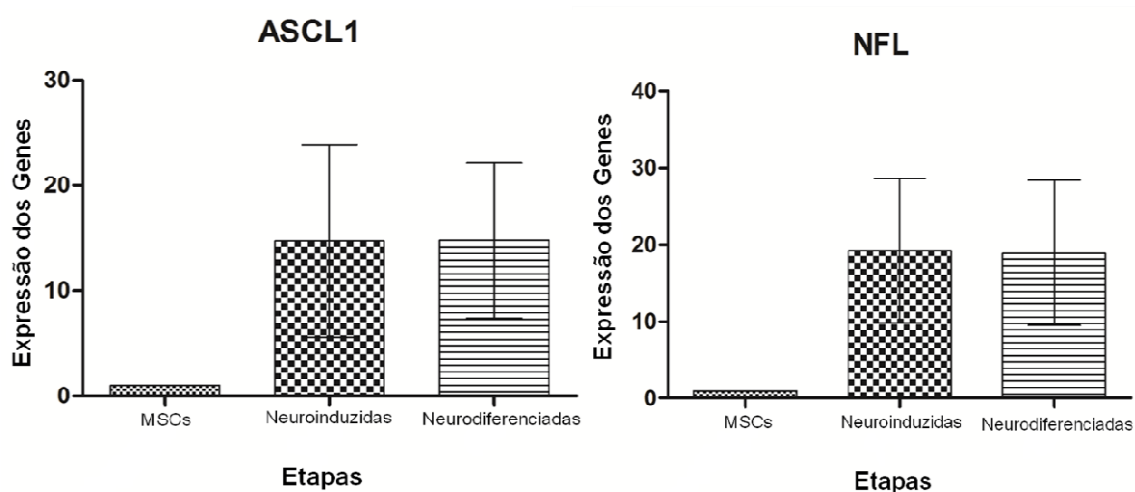 ASCL1
Expressão dos Genes
30
20
10
0
MSCs
Neuroinduzidas
Neurodiferenciadas
Etapas
NFL
Expressão dos Genes
40
30
20
10
0
MSCs
Neuroinduzidas
Neurodiferenciadas
Etapas